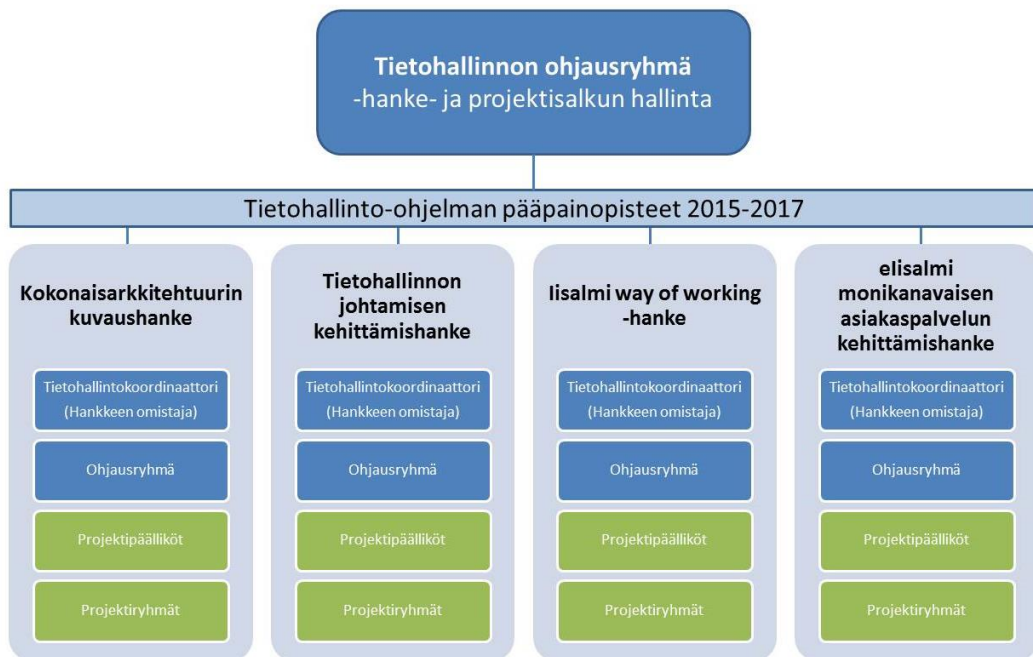 Tietohallinnon ohjausryhmä
-hanke- ja projektisalkun hallinta
Tietohallinto-ohjelman pääpainopisteet 2015-2017
Kokonaisarkkitehtuurin
kuvaushanke
Tietohallintokoordinaattori
(Hankkeen omistaja)
Ohjausryhmä
Projektipäälliköt
Projektiryhmät
Tietohallinnon
johtamisen
kehittämishanke
Tietohallintokoordinaattori
(Hankkeen omistaja)
Ohjausryhmä
Projektipäälliköt
Projektiryhmät
Iisalmi way of working
-hanke
Tietohallintokoordinaattori
(Hankkeen omistaja)
Ohjausryhmä
Projektipäälliköt
Projektiryhmät
eIisalmi
monikanavaisen
asiakaspalvelun
kehittämishanke
Tietohallintokoordinaattori
(Hankkeen omistaja)
Ohjausryhmä
Projektipäälliköt
Projektiryhmät